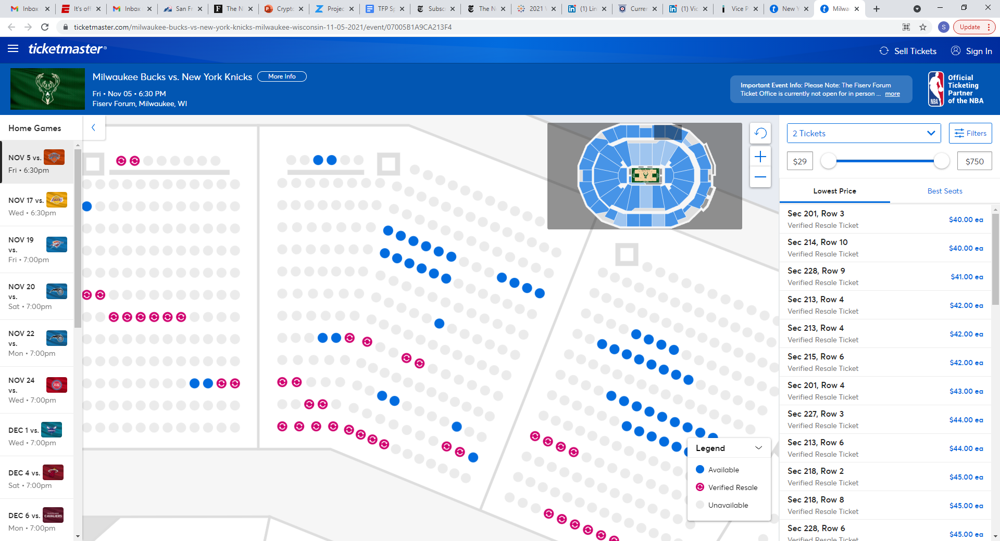 Inbox
It's off
Inbox
San Fr
The N
Crypto
Projec
TFP Sp
Subsc
The N
2021
(1) Lin
Curre
(1) Vic
Vice P
New Y
Milwa
ticketmaster.com/milwaukee-bucks-vs-new-york-knicks-milwaukee-wisconsin-11-05-2021/event/07005B1A9CA213F4
S
Update
ticketmaster®
Sell Tickets
Sign In
Milwaukee Bucks vs. New York Knicks
More Info
Fri • Nov 05 • 6:30 PM
Fiserv Forum, Milwaukee, WI
Important Event Info: Please Note: The Fiserv Forum
Ticket Office is currently not open for in person ... more
NBA
Official
Ticketing
Partner
of the NBA
Home Games
NOV 5 vs.
Fri • 6:30pm
NOV 17 vs.
Wed • 6:30pm
NOV 19
vs.
Fri • 7:00pm
NOV 20
vs.
Sat • 7:00pm
NOV 22
vs.
Mon • 7:00pm
NOV 24
vs.
Wed • 7:00pm
DEC 1 vs.
Wed • 7:00pm
DEC 4 vs.
Sat • 7:00pm
DEC 6 vs.
CAVALIERS
Mon • 7:00pm
Legend
Available
Verified Resale
Unavailable
2 Tickets
Filters
$29
$750
Lowest Price
Best Seats
Sec 201, Row 3
Verified Resale Ticket
$40.00 ea
Sec 214, Row 10
Verified Resale Ticket
$40.00 ea
Sec 228, Row 9
Verified Resale Ticket
$41.00 ea
Sec 213, Row 4
Verified Resale Ticket
$42.00 ea
Sec 213, Row 4
Verified Resale Ticket
$42.00 ea
Sec 215, Row 6
Verified Resale Ticket
$42.00 ea
Sec 201, Row 4
Verified Resale Ticket
$43.00 ea
Sec 227, Row 3
Verified Resale Ticket
$44.00 ea
Sec 213, Row 6
Verified Resale Ticket
$44.00 ea
Sec 218, Row 2
Verified Resale Ticket
$45.00 ea
Sec 218, Row 8
Verified Resale Ticket
$45.00 ea
Sec 228, Row 6
Verified Resale Ticket
$45.00 ea